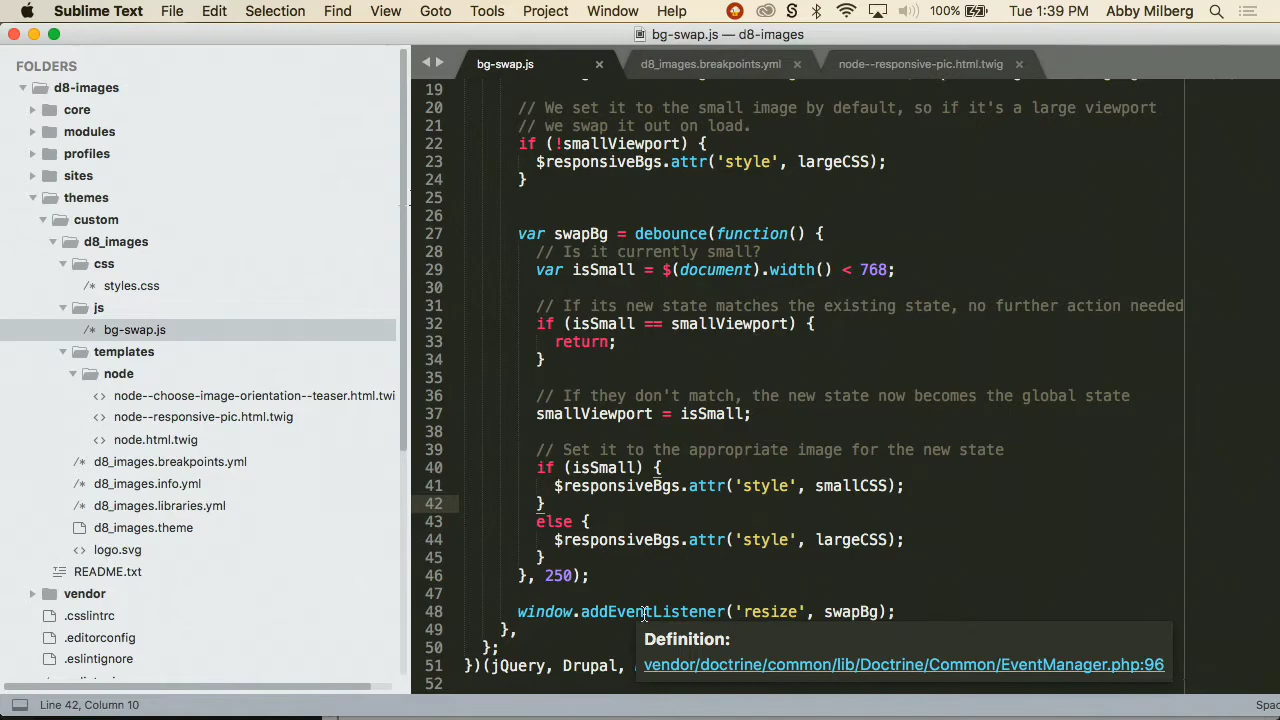 Sublime Text File Edit Selection Find View Goto Tools Project Window Help 100% Tue 1:39 PM Abby Milberg
bg-swap.js — d8-images
FOLDERS
d8-images
core
modules
profiles
sites
themes
custom
d8_images
css
/* styles.css
js
/* bg-swap.js
templates
node
<> node--choose-image-orientation--teaser.html.twi
<> node--responsive-pic.html.twig
<> node.html.twig
/* d8_images.breakpoints.yml
/* d8_images.info.yml
/* d8_images.libraries.yml
d8_images.theme
<> logo.svg
README.txt
vendor
.csslintrc
.editorconfig
.eslintignore
bg-swap.js × d8_images.breakpoints.yml × node--responsive-pic.html.twig ×
19
20 // We set it to the small image by default, so if it's a large viewport
21 // we swap it out on load.
22 if (!smallViewport) {
23 $responsiveBgs.attr('style', largeCSS);
24 }
25
26
27 var swapBg = debounce(function() {
28 // Is it currently small?
29 var isSmall = $(document).width() < 768;
30
31 // If its new state matches the existing state, no further action needed
32 if (isSmall == smallViewport) {
33 return;
34 }
35
36 // If they don't match, the new state now becomes the global state
37 smallViewport = isSmall;
38
39 // Set it to the appropriate image for the new state
40 if (isSmall) {
41 $responsiveBgs.attr('style', smallCSS);
42 }
43 else {
44 $responsiveBgs.attr('style', largeCSS);
45 }
46 }, 250);
47
48 window.addEventListener('resize', swapBg);
49 },
50 };
51 })(jQuery, Drupal,
52
Definition:
vendor/doctrine/common/lib/Doctrine/Common/EventManager.php:96
Line 42, Column 10
Spac